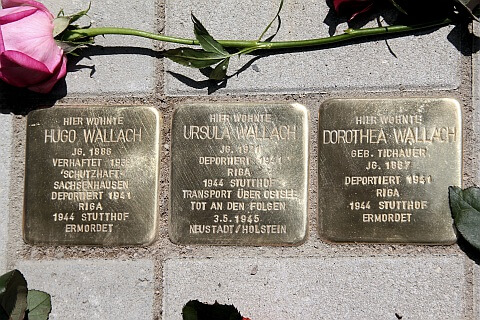 HIER WOHNTE
HUGO WALLACH
JG. 1886
VERHAFTET
'SCHUTZHAFT'
SACHSENHAUSEN
DEPORTIERT 1941
RIGA
1944 STUTTHOF
ERMORDET
HIER WOHNTE
URSULA WALLACH
JG.
DEPORTIERT 1941
RIGA
1944 STUTTHOF
TRANSPORT ÜBER OSTSEE
TOT AN DEN FOLGEN
3.5.1945
NEUSTADT/HOLSTEIN
HIER WOHNTE
DOROTHEA WALLACH
GEB. TICHAUER
JG. 1887
DEPORTIERT 1941
RIGA
1944 STUTTHOF
ERMORDET